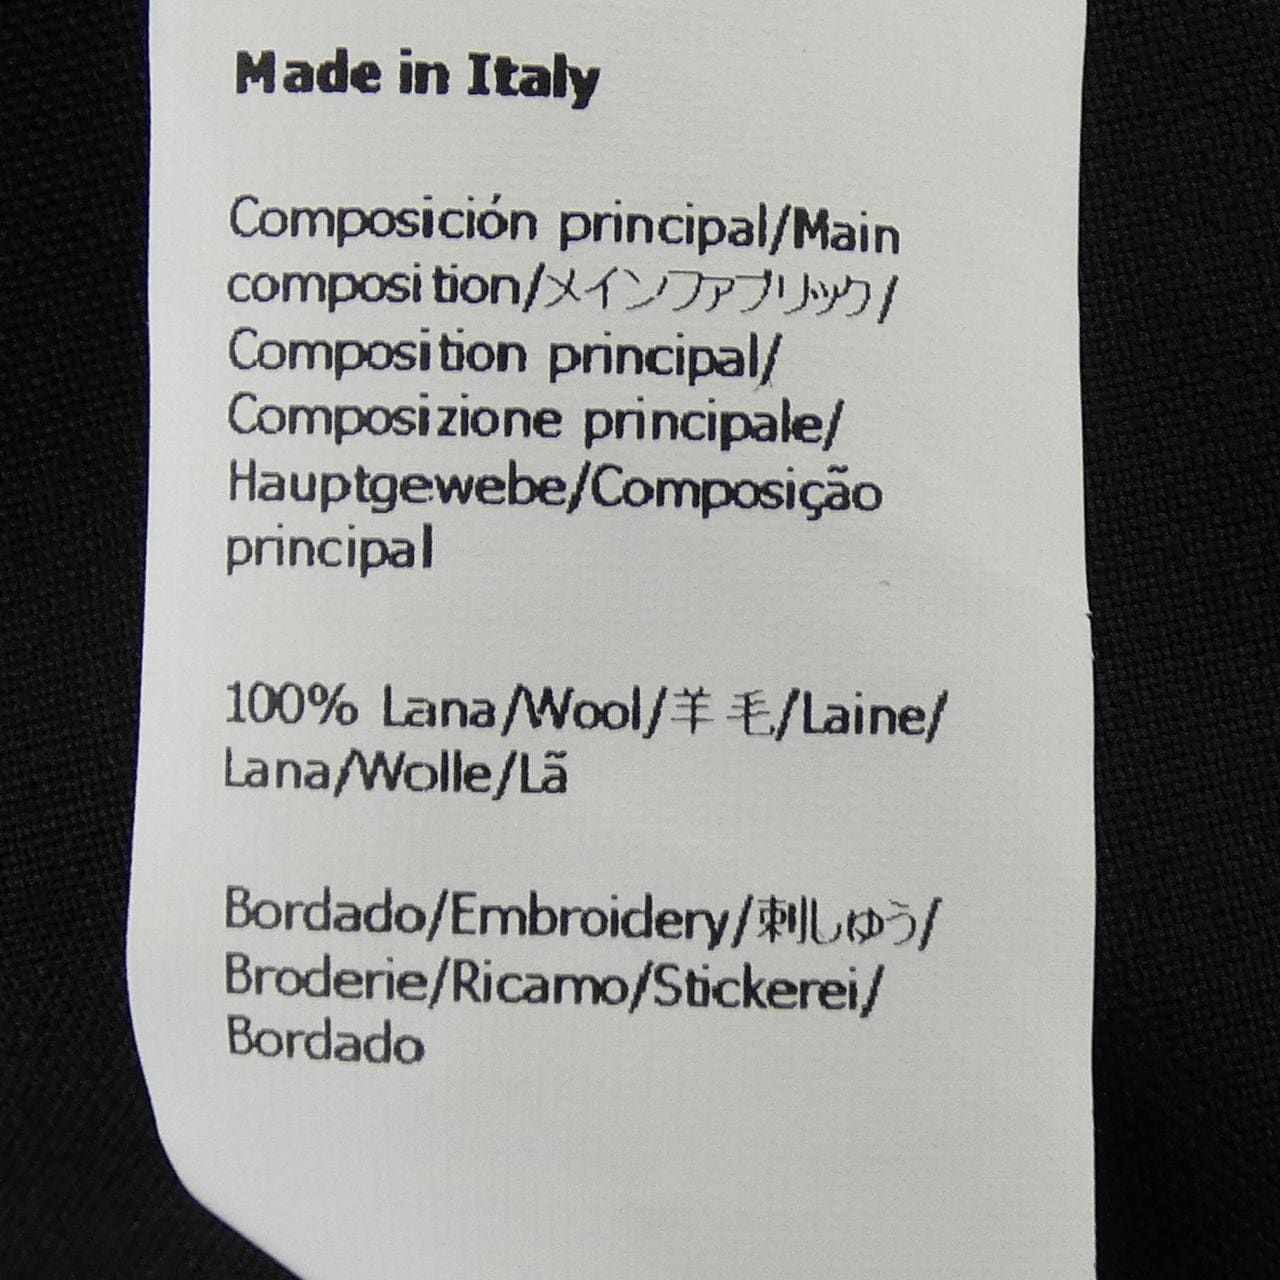 Made in Italy
Composición principal/Main
composition/メインファブリック/
Composition principal/
Composizione principale/
Hauptgewebe/Composição
principal
100% Lana/Wool/羊毛/Laine/
Lana/Wolle/Lã
Bordado/Embroidery/刺しゅう/
Broderie/Ricamo/Stickerei/
Bordado